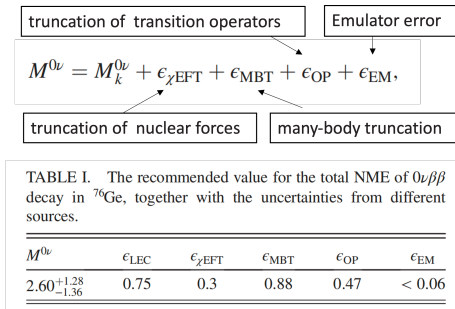 truncation of transition operators
Emulator error
M^{0ν} = M_k^{0ν} + ϵ_{χEFT} + ϵ_{MBT} + ϵ_{OP} + ϵ_{EM},
truncation of nuclear forces
many-body truncation
TABLE I. The recommended value for the total NME of 0νββ
decay in ^{76}Ge, together with the uncertainties from different
sources.
M^{0ν} ϵ_{LEC} ϵ_{χEFT} ϵ_{MBT} ϵ_{OP} ϵ_{EM}
2.60^{+1.28}_{−1.36} 0.75 0.3 0.88 0.47 < 0.06